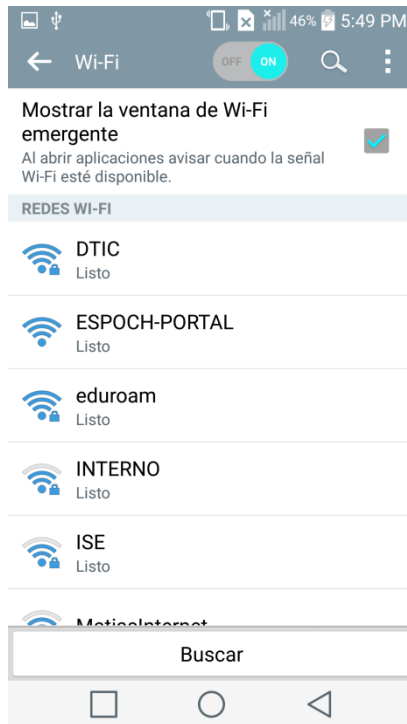 46% 5:49 PM
Wi-Fi OFF ON
Mostrar la ventana de Wi-Fi
emergente
Al abrir aplicaciones avisar cuando la señal
Wi-Fi esté disponible.
REDES WI-FI
DTIC
Listo
ESPOCH-PORTAL
Listo
eduroam
Listo
INTERNO
Listo
ISE
Listo
Buscar